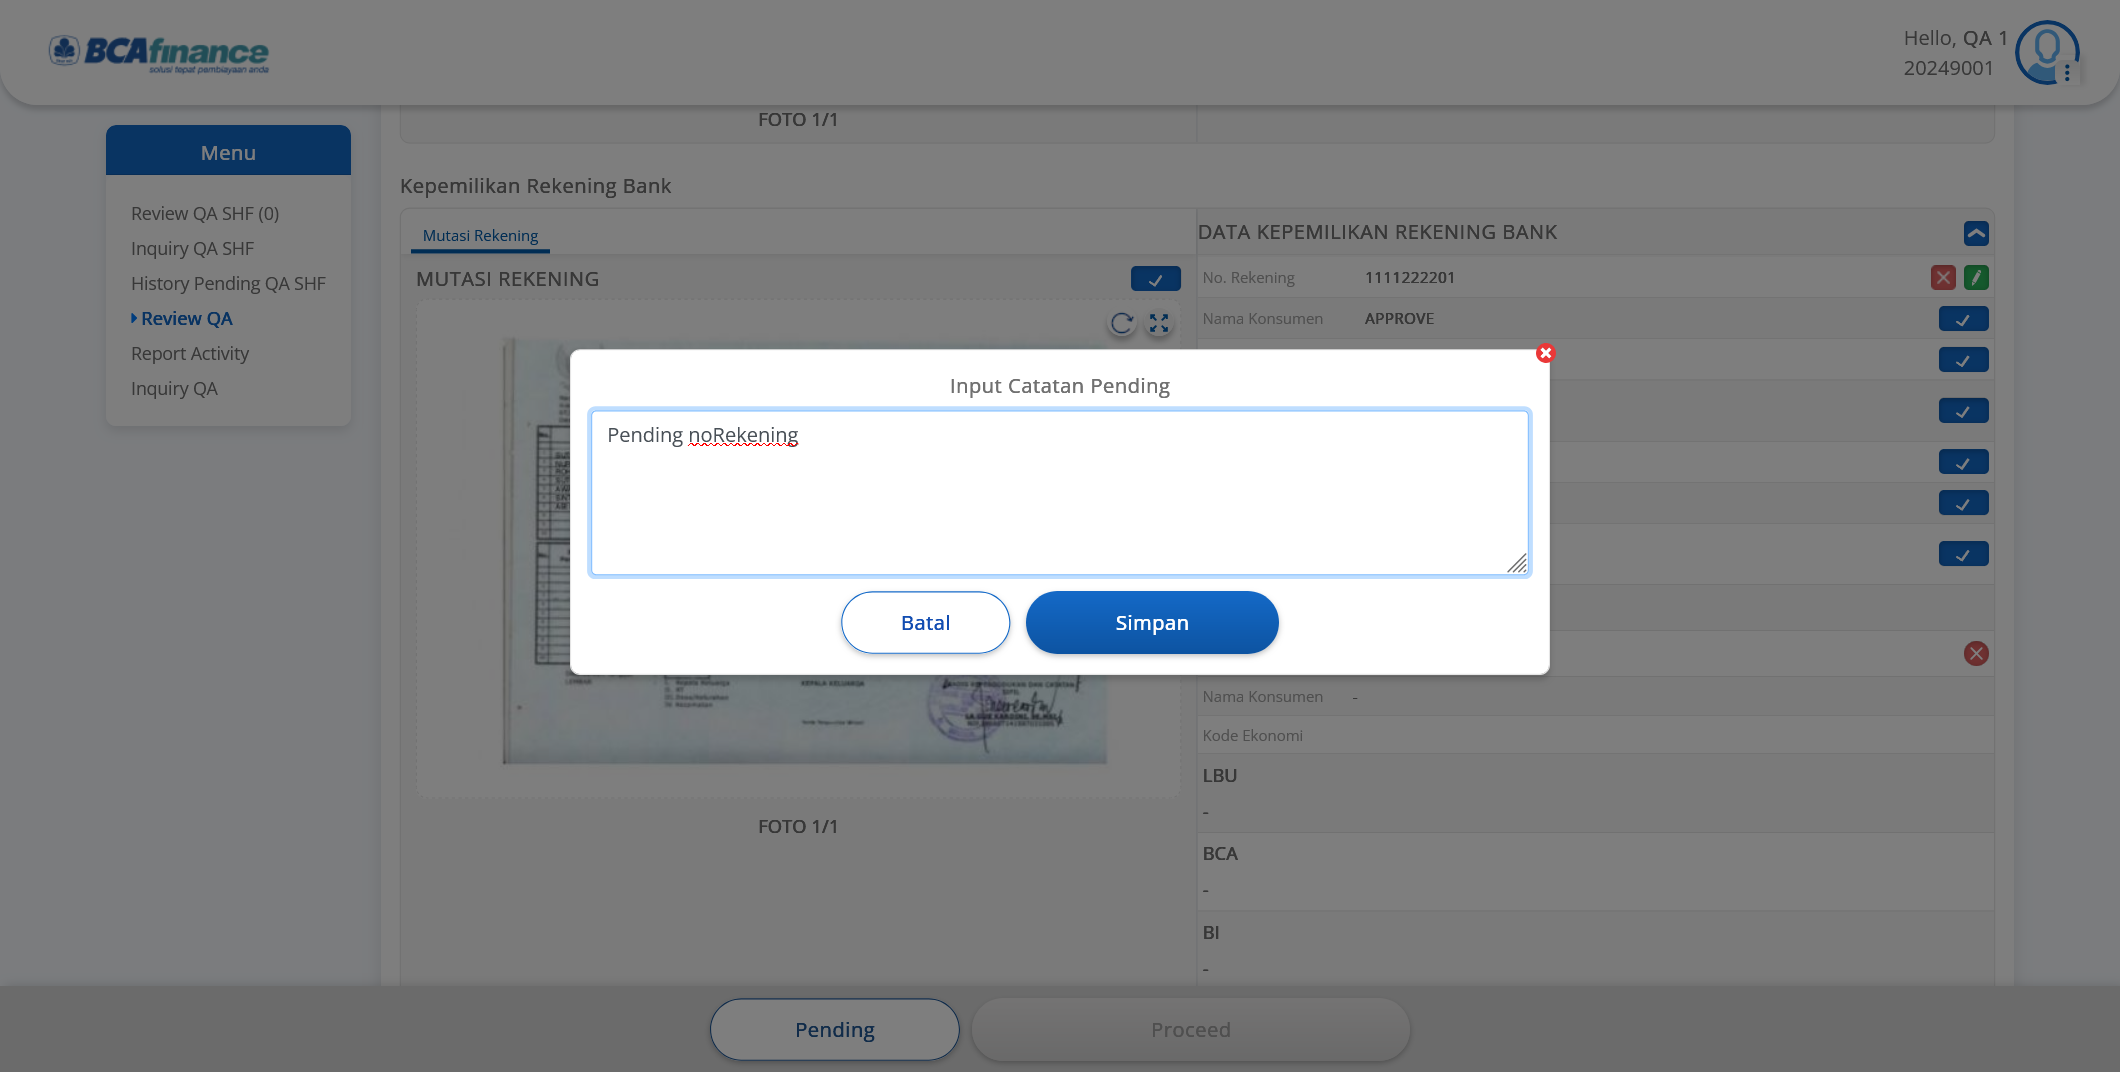 BCAfinance
solusi tepat pembiayaan anda
Hello, QA 1
20249001
Menu
Review QA SHF (0)
Inquiry QA SHF
History Pending QA SHF
Review QA
Report Activity
Inquiry QA
FOTO 1/1
Kepemilikan Rekening Bank
Mutasi Rekening
MUTASI REKENING
DATA KEPEMILIKAN REKENING BANK
No. Rekening 1111222201
Nama Konsumen APPROVE
Input Catatan Pending
Pending noRekening
Batal
Simpan
KEPALA KELUARGA
FOTO 1/1
Nama Konsumen -
Kode Ekonomi
LBU
-
BCA
-
BI
-
Pending
Proceed